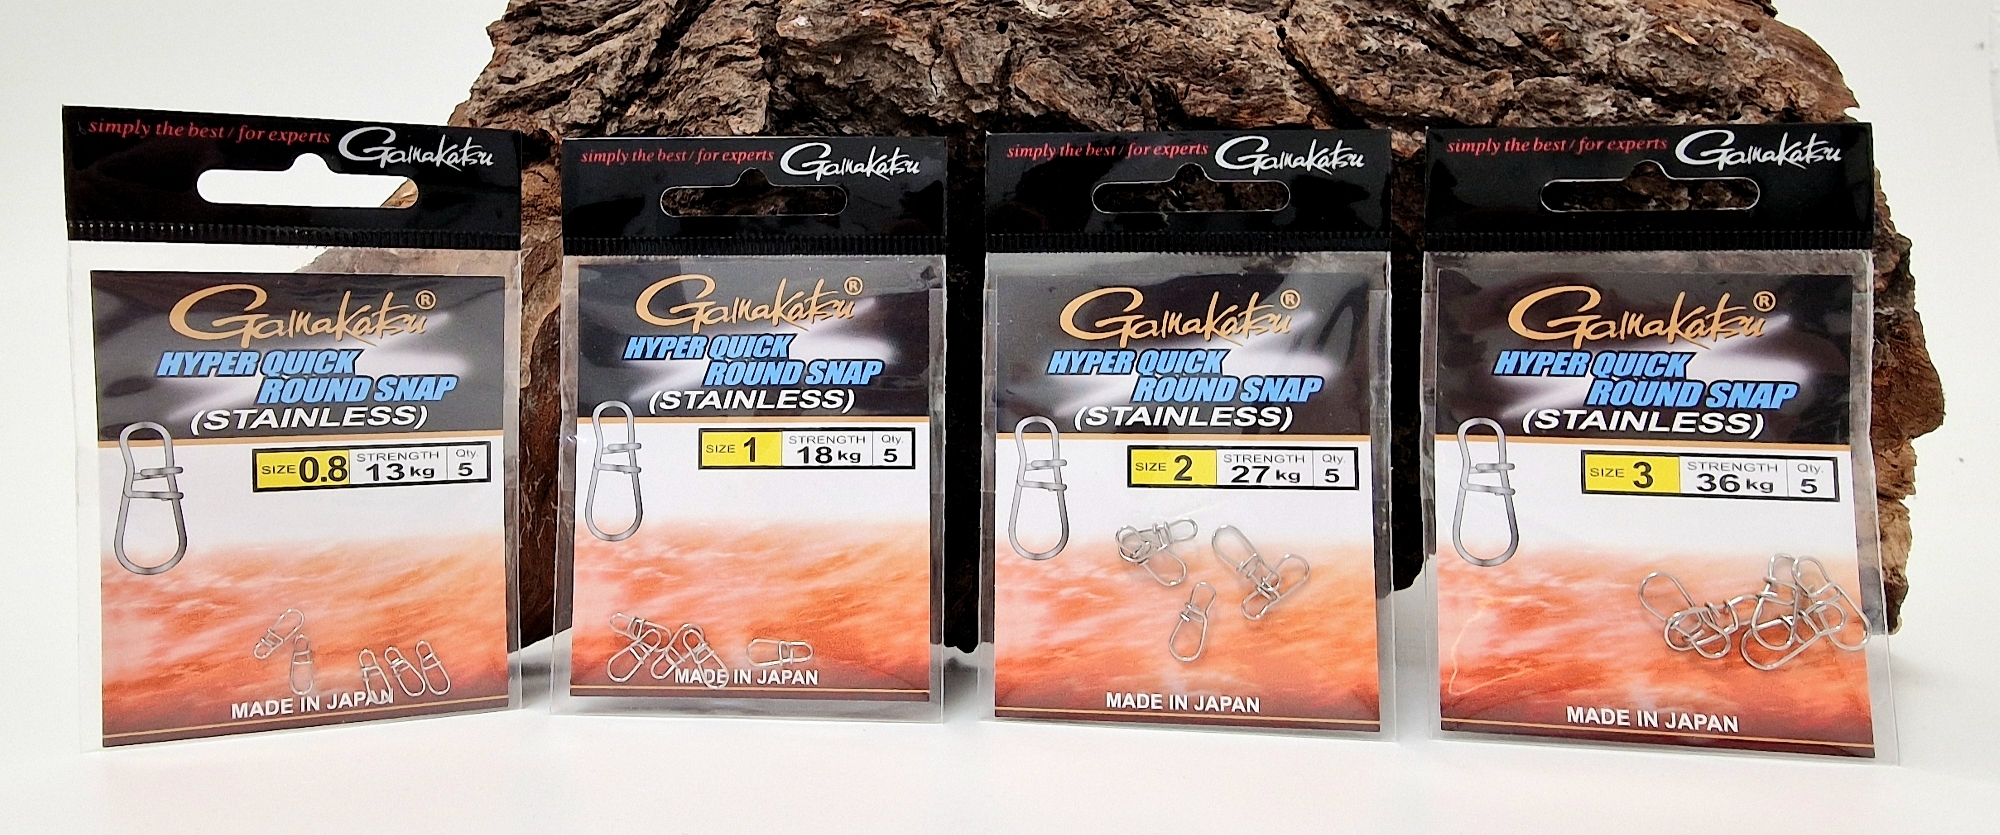 simply the best / for experts Gamakatsu
Gamakatsu®
HYPER QUICK
ROUND SNAP
(STAINLESS)
SIZE 0.8 STRENGTH 13kg Qty. 5
MADE IN JAPAN
simply the best / for experts Gamakatsu
Gamakatsu®
HYPER QUICK
ROUND SNAP
(STAINLESS)
SIZE 1 STRENGTH 18kg Qty. 5
MADE IN JAPAN
simply the best / for experts Gamakatsu
Gamakatsu®
HYPER QUICK
ROUND SNAP
(STAINLESS)
SIZE 2 STRENGTH 27kg Qty. 5
MADE IN JAPAN
simply the best / for experts Gamakatsu
Gamakatsu®
HYPER QUICK
ROUND SNAP
(STAINLESS)
SIZE 3 STRENGTH 36kg Qty. 5
MADE IN JAPAN